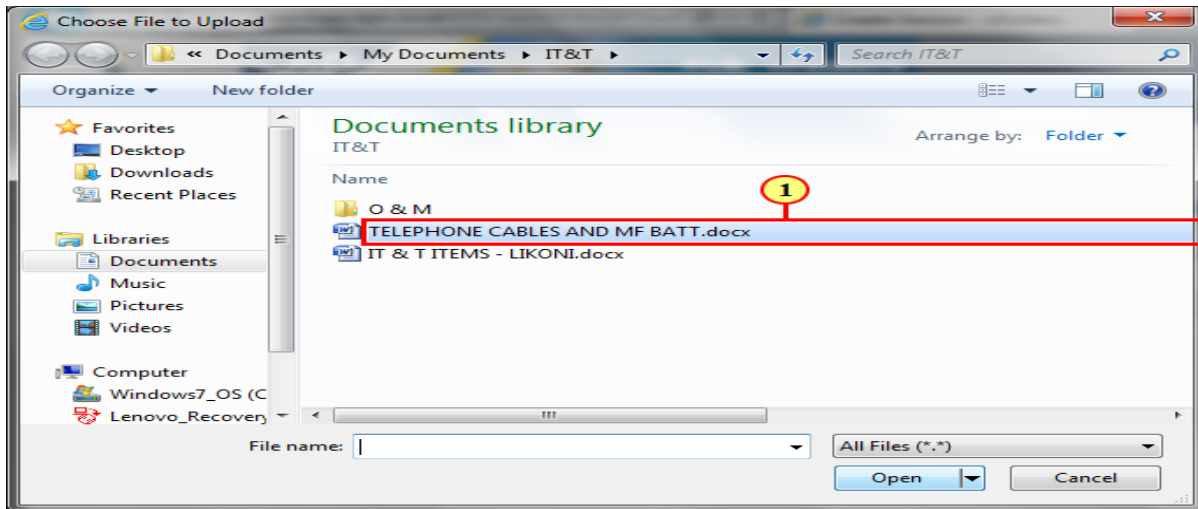 Choose File to Upload
« Documents ▸ My Documents ▸ IT&T ▸ Search IT&T
Organize New folder
Favorites
Desktop
Downloads
Recent Places
Libraries
Documents
Music
Pictures
Videos
Computer
Windows7_OS (C
Lenovo_Recovery
Documents library
IT&T
Arrange by: Folder
Name
1
O & M
TELEPHONE CABLES AND MF BATT.docx
IT & T ITEMS - LIKONI.docx
File name: All Files (*.*)
Open Cancel